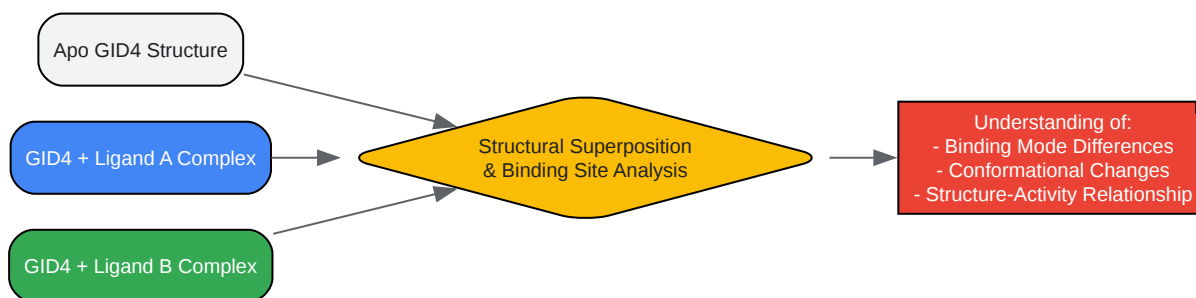 Apo GID4 Structure
GID4 + Ligand A Complex
GID4 + Ligand B Complex
Structural Superposition
& Binding Site Analysis
Understanding of:
- Binding Mode Differences
- Conformational Changes
- Structure-Activity Relationship